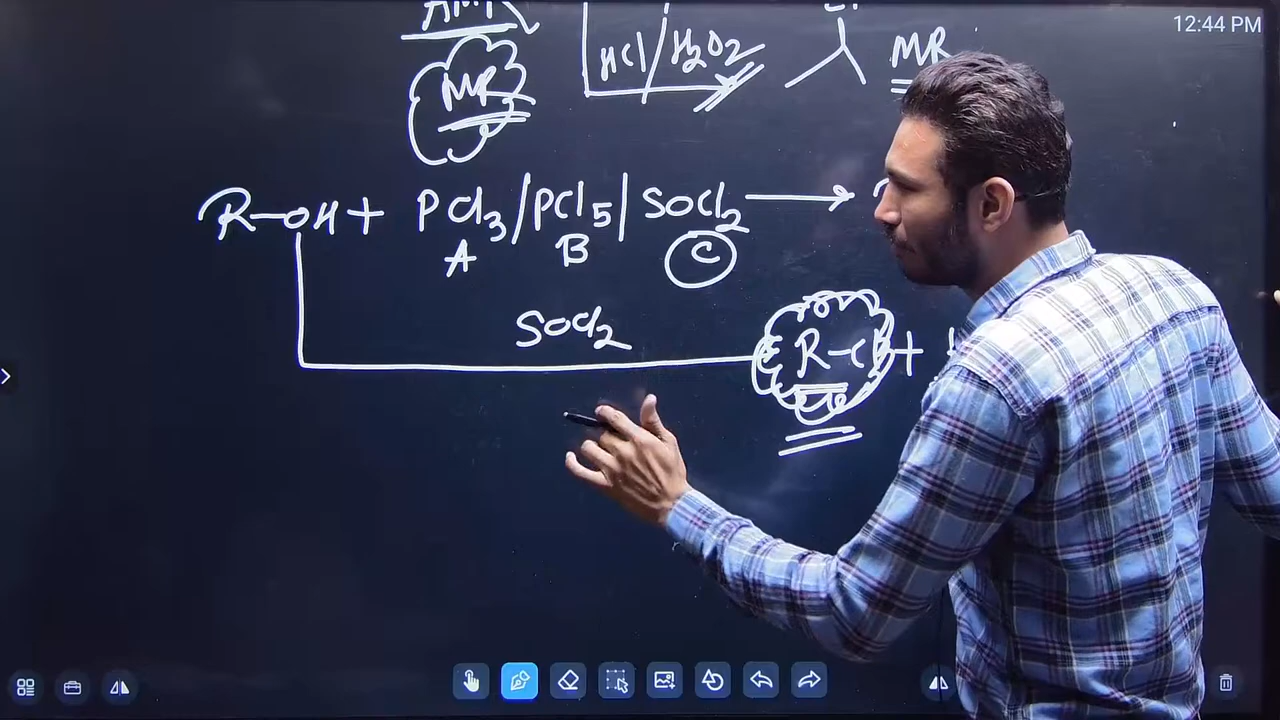 12:44 PM
HCl/H2O2
MR
MR
R-OH + PCl3/PCl5/SOCl2 →
A B C
SOCl2
R-Cl +